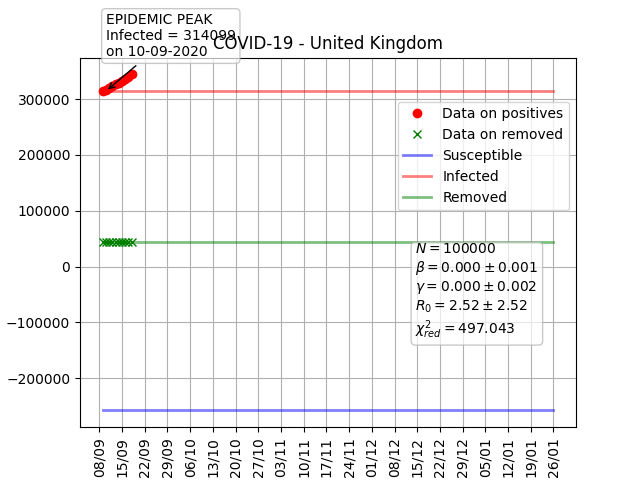 EPIDEMIC PEAK
Infected = 314099
on 10-09-2020
COVID-19 - United Kingdom
300000
200000
100000
0
−100000
−200000
Data on positives
Data on removed
Susceptible
Infected
Removed
N = 100000
β = 0.000 ± 0.001
γ = 0.000 ± 0.002
R₀ = 2.52 ± 2.52
χ²red = 497.043
08/09
15/09
22/09
29/09
06/10
13/10
20/10
27/10
03/11
10/11
17/11
24/11
01/12
08/12
15/12
22/12
29/12
05/01
12/01
19/01
26/01